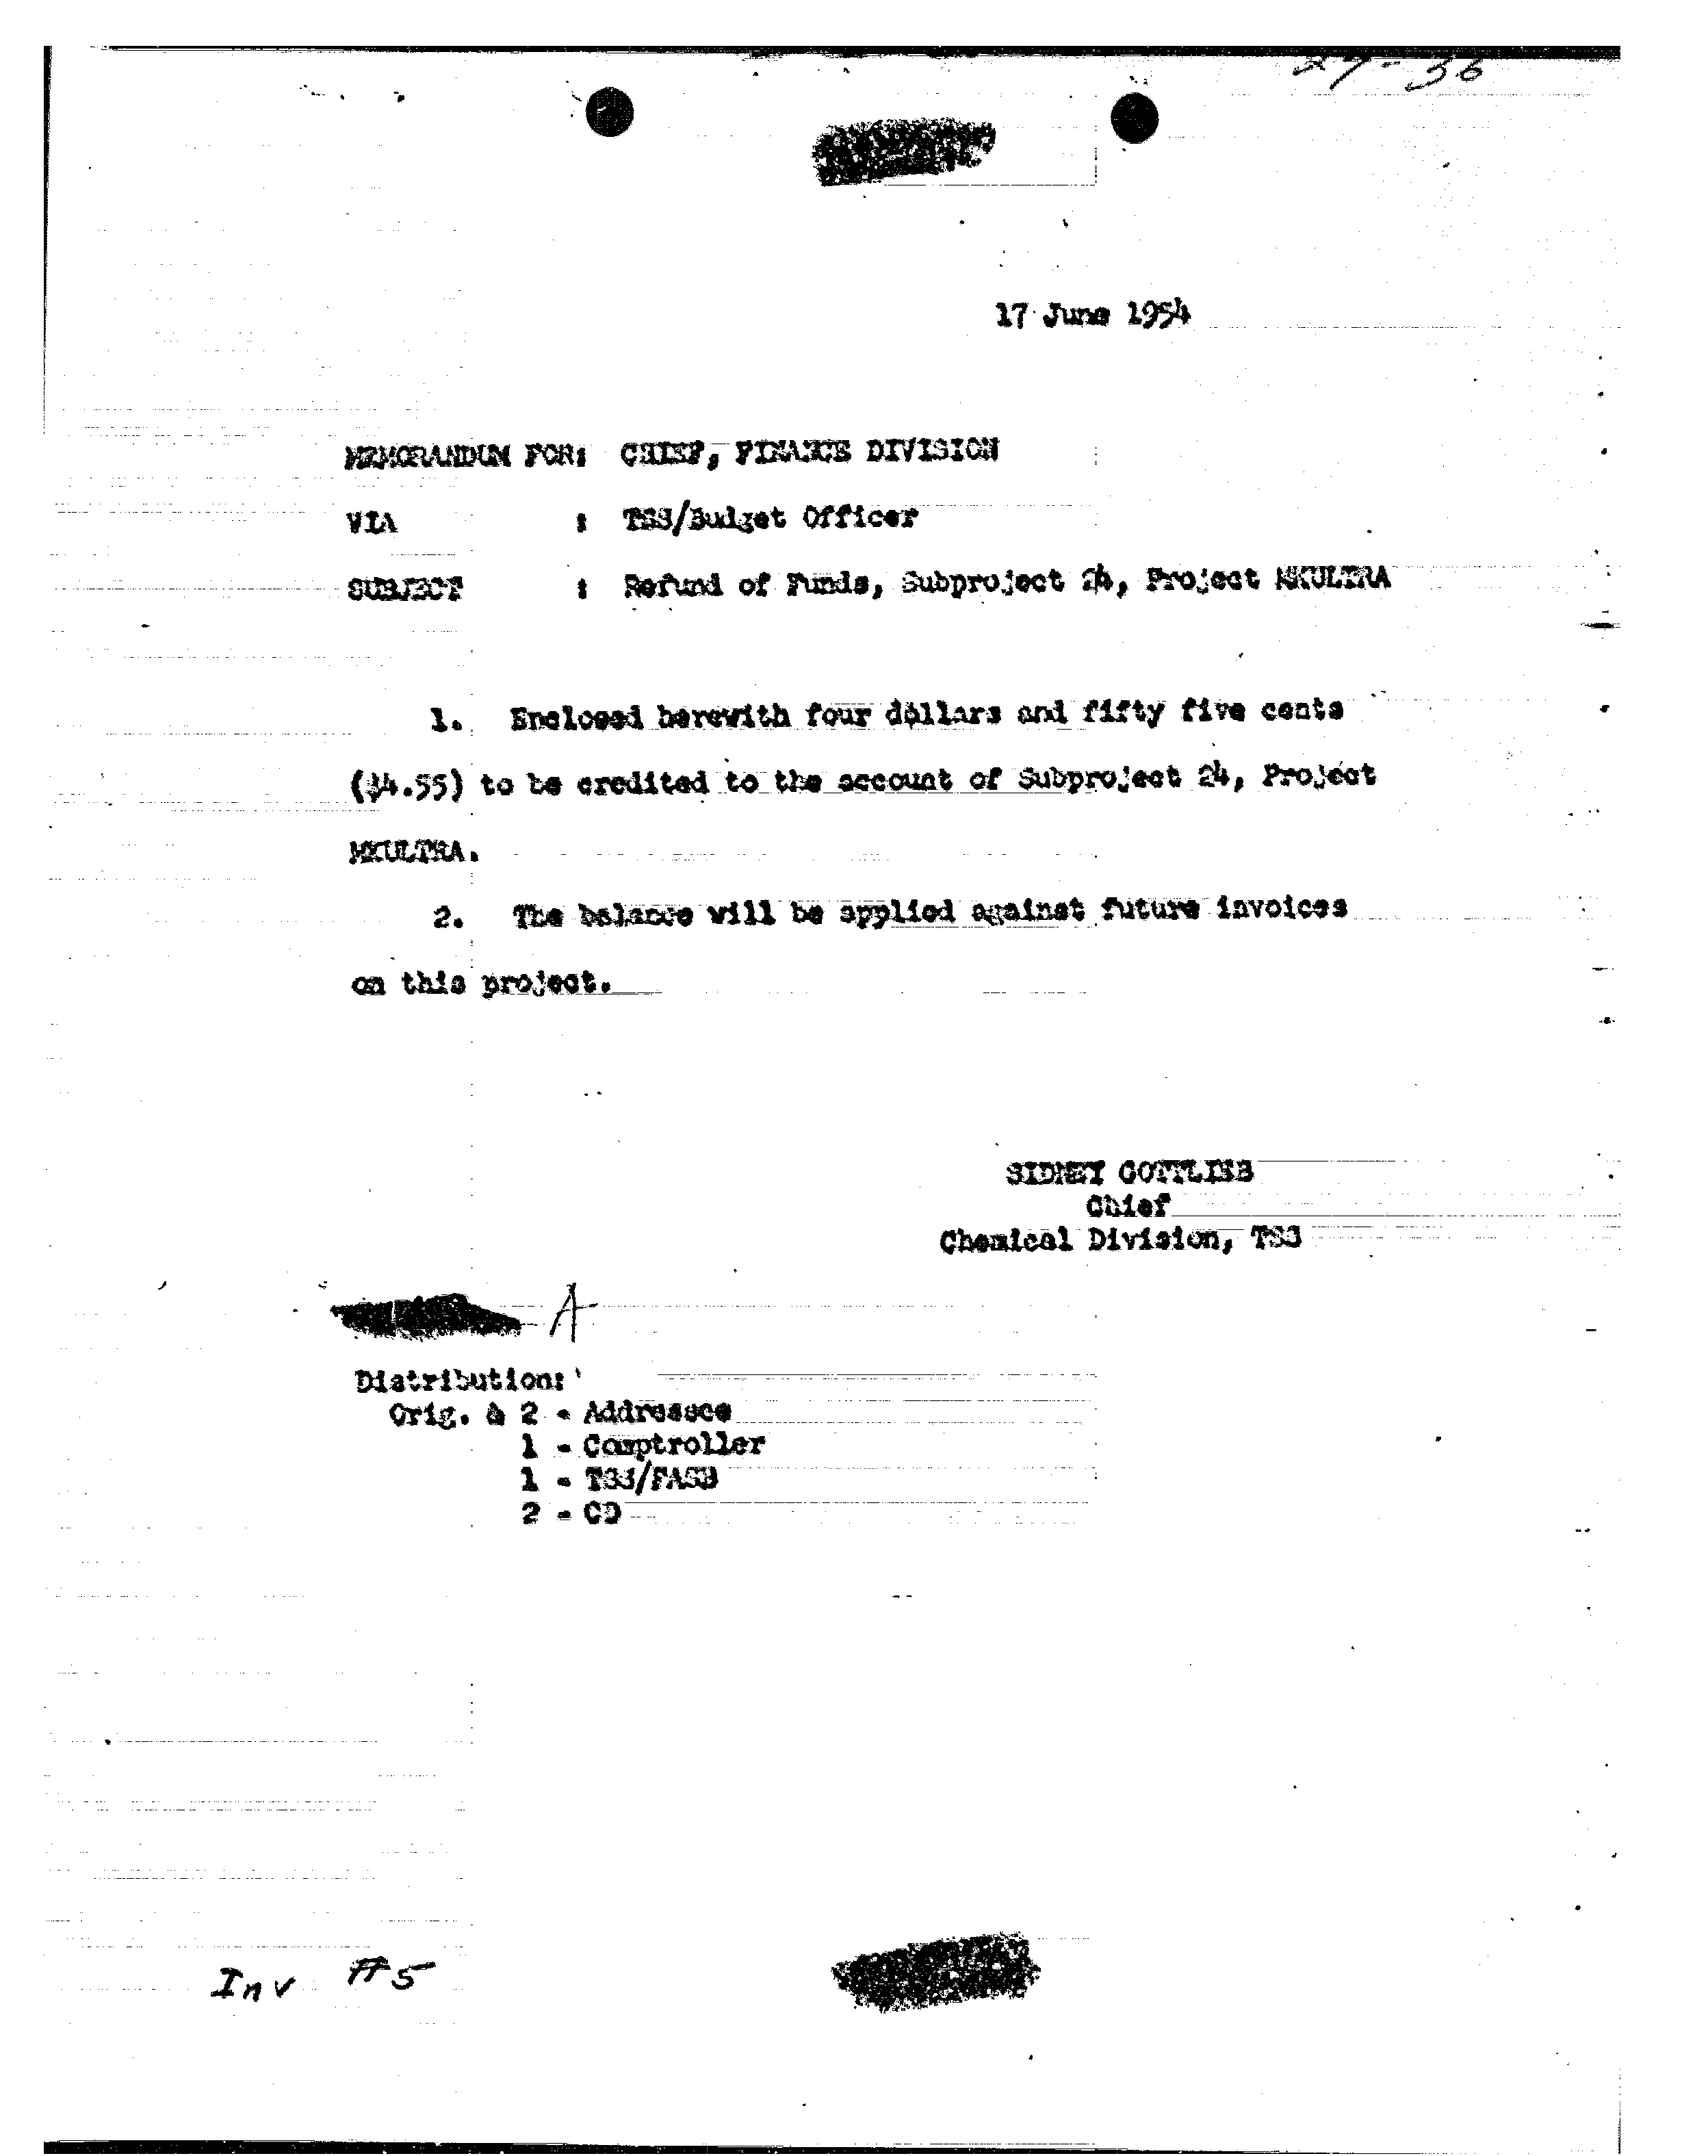 17 June 1954
MEMORANDUM FOR: CHIEF, FINANCE DIVISION
VIA : TSS/Budget Officer
SUBJECT : Refund of Funds, Subproject 24, Project MKULTRA
1. Enclosed herewith four dollars and fifty five cents
($4.55) to be credited to the account of Subproject 24, Project
MKULTRA.
2. The balance will be applied against future invoices
on this project.
SIDNEY GOTTLIEB
Chief
Chemical Division, TSS
A
Distribution:
Orig. & 2 - Addressee
1 - Comptroller
1 - TSS/FASB
2 - CD
Inv #5